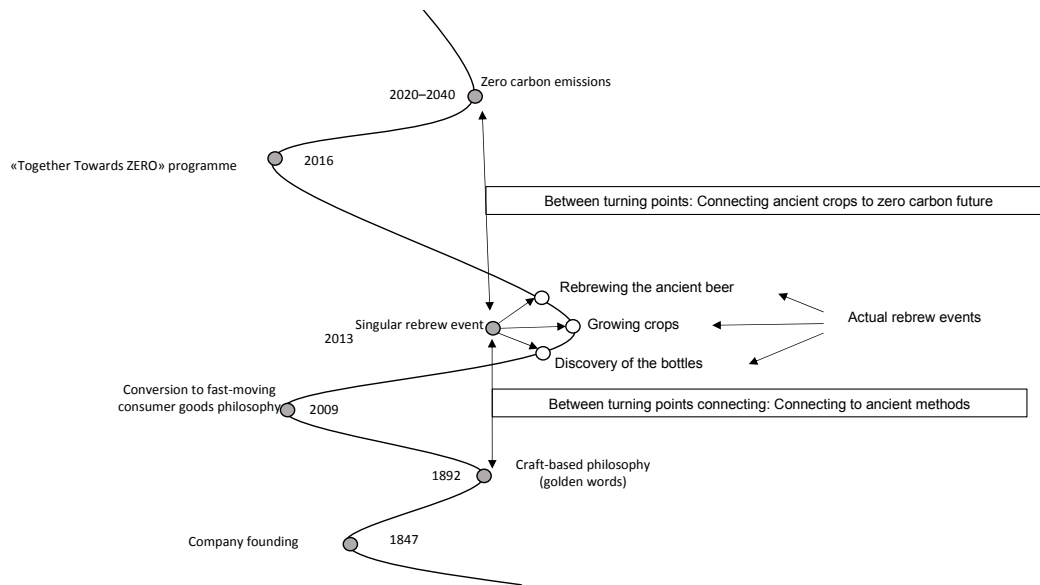 Zero carbon emissions
2020–2040
«Together Towards ZERO» programme
2016
Between turning points: Connecting ancient crops to zero carbon future
Rebrewing the ancient beer
Singular rebrew event
Growing crops
Actual rebrew events
2013
Discovery of the bottles
Conversion to fast-moving
consumer goods philosophy
2009
Between turning points connecting: Connecting to ancient methods
1892
Craft-based philosophy
(golden words)
Company founding
1847